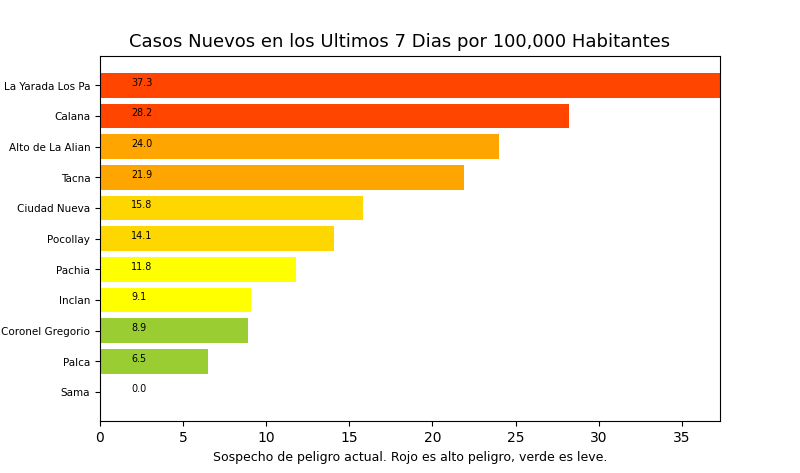 Casos Nuevos en los Ultimos 7 Dias por 100,000 Habitantes
La Yarada Los Pa 37.3
Calana 28.2
Alto de La Alian 24.0
Tacna 21.9
Ciudad Nueva 15.8
Pocollay 14.1
Pachia 11.8
Inclan 9.1
Coronel Gregorio 8.9
Palca 6.5
Sama 0.0
0 5 10 15 20 25 30 35
Sospecho de peligro actual. Rojo es alto peligro, verde es leve.